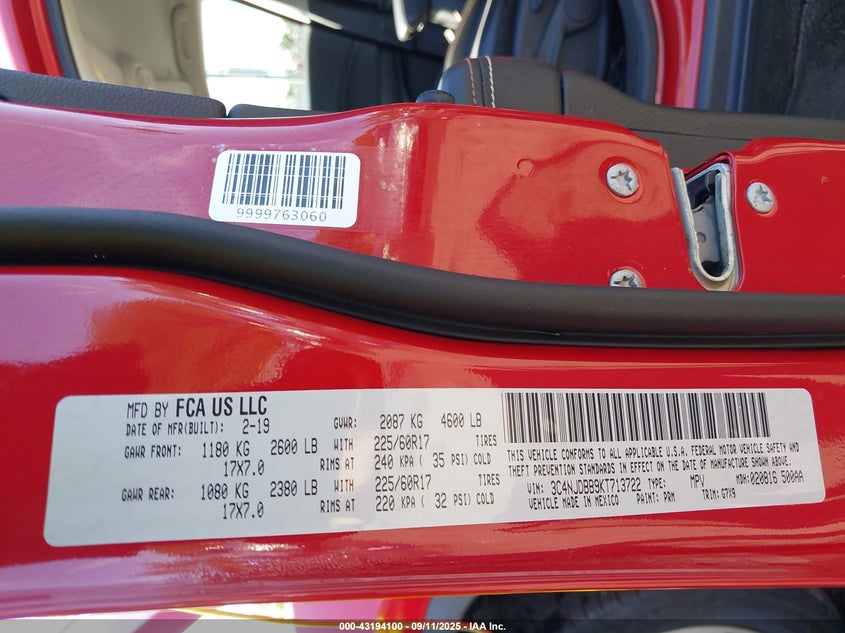 9999763060
MFD BY FCA US LLC
DATE OF MFR(BUILT): 2-19
GVWR: 2087 KG 4600 LB
GAWR FRONT: 1180 KG 2600 LB WITH 225/60R17 TIRES
17X7.0 RIMS AT 240 KPA ( 35 PSI) COLD
GAWR REAR: 1080 KG 2380 LB WITH 225/60R17 TIRES
17X7.0 RIMS AT 220 KPA ( 32 PSI) COLD
THIS VEHICLE CONFORMS TO ALL APPLICABLE U.S.A. FEDERAL MOTOR VEHICLE SAFETY AND
THEFT PREVENTION STANDARDS IN EFFECT ON THE DATE OF MANUFACTURE SHOWN ABOVE.
VIN: 3C4NJDBB9KT713722 TYPE: MPV MDH: 020816 500AA
VEHICLE MADE IN MEXICO PAINT: PRM TRIM: G7X9
000-43194100 - 09/11/2025 - IAA Inc.